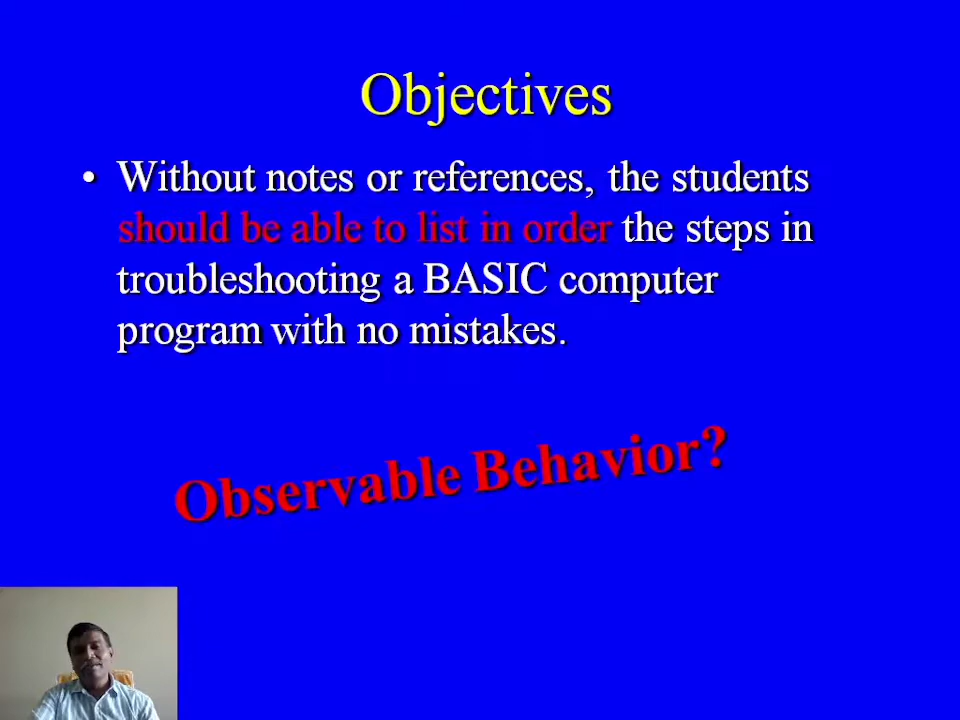 Objectives
• Without notes or references, the students
should be able to list in order the steps in
troubleshooting a BASIC computer
program with no mistakes.
Observable Behavior?